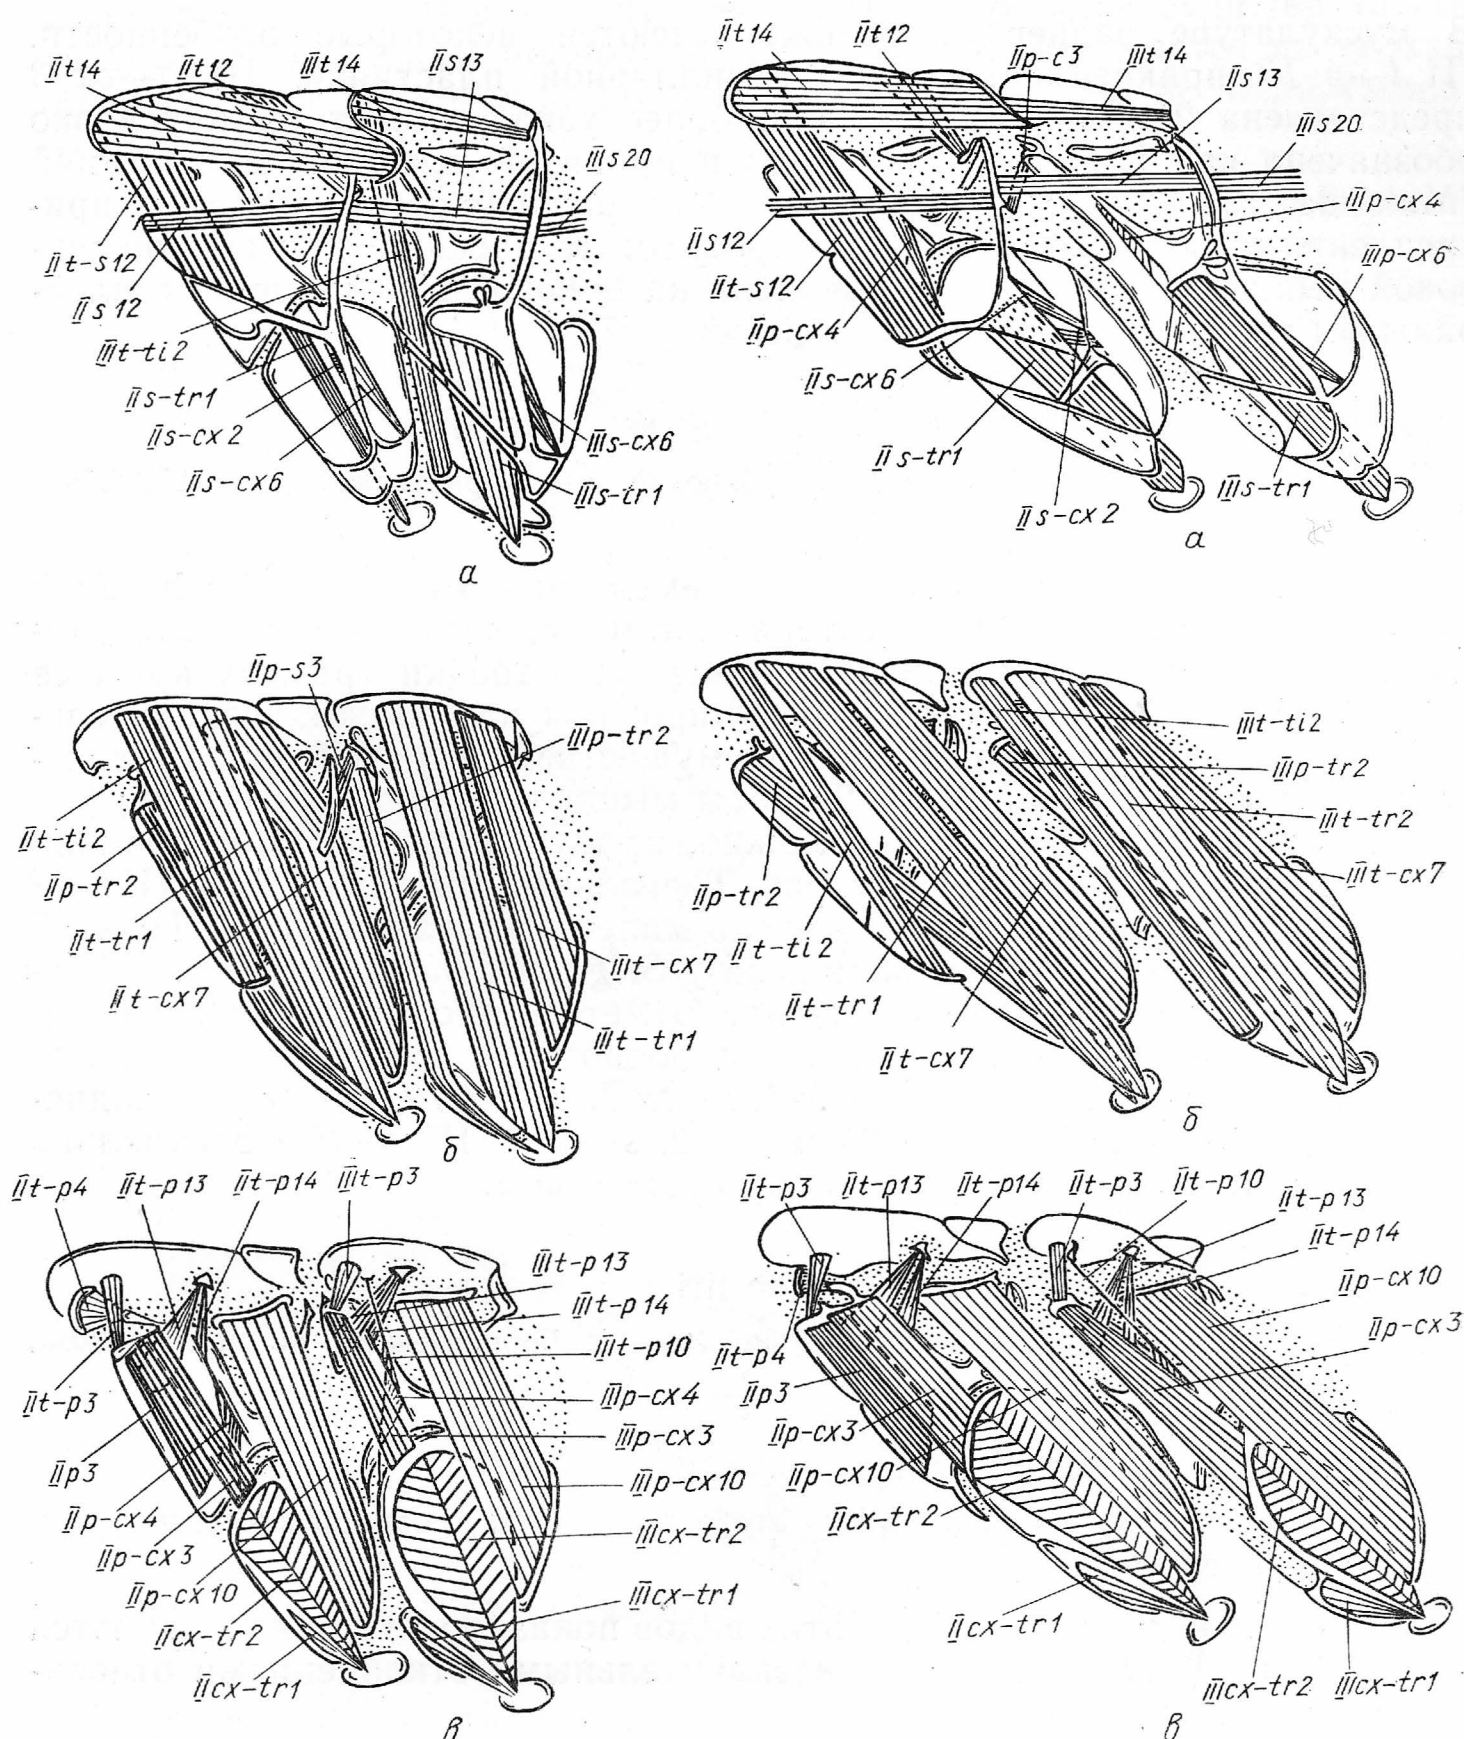 IIt14 IIt12 IIIt14 IIs13
IIIs20
IIt-s12
IIs12
IIIt-ti2
IIs-tr1
IIs-cx2
IIs-cx6
IIIs-cx6
IIIs-tr1
а
IIt14 IIt12 IIp-c3 IIIt14 IIs13
IIIs20
IIIp-cx4
IIIp-cx6
IIs12
IIt-s12
IIp-cx4
IIs-cx6
IIs-tr1
IIs-cx2
IIIs-tr1
а
IIp-s3
IIIp-tr2
IIt-ti2
IIp-tr2
IIt-tr1
IIt-cx7
IIIt-cx7
IIIt-tr1
б
IIIt-ti2
IIIp-tr2
IIIt-tr2
IIIt-cx7
IIp-tr2
IIt-ti2
IIt-tr1
IIt-cx7
б
IIt-p4 IIt-p13 IIt-p14 IIIt-p3
IIIt-p13
IIIt-p14
IIIt-p10
IIIp-cx4
IIIp-cx3
IIIp-cx10
IIIcx-tr2
IIIcx-tr1
IIt-p3
IIp3
IIp-cx4
IIp-cx3
IIp-cx10
IIcx-tr2
IIcx-tr1
в
IIt-p3 IIt-p13 IIt-p14 IIt-p3 IIt-p10
IIt-p13
IIt-p14
IIp-cx10
IIp-cx3
IIt-p4
IIp3
IIp-cx3
IIp-cx10
IIcx-tr2
IIcx-tr1
IIIcx-tr2 IIIcx-tr1
в